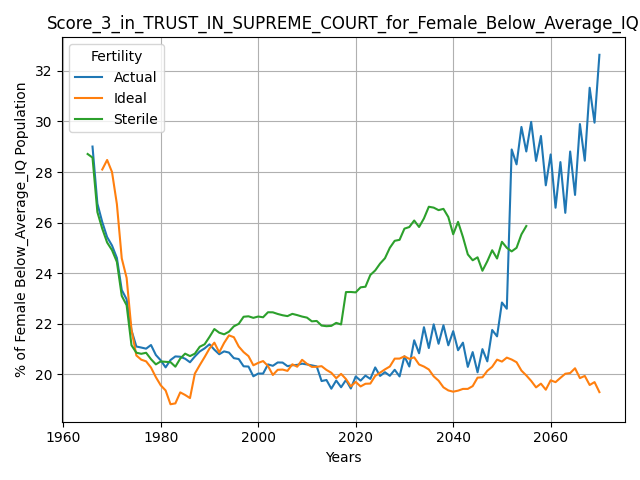 Score_3_in_TRUST_IN_SUPREME_COURT_for_Female_Below_Average_IQ
Fertility
Actual
Ideal
Sterile
% of Female Below_Average_IQ Population
32
30
28
26
24
22
20
1960
1980
2000
2020
2040
2060
Years